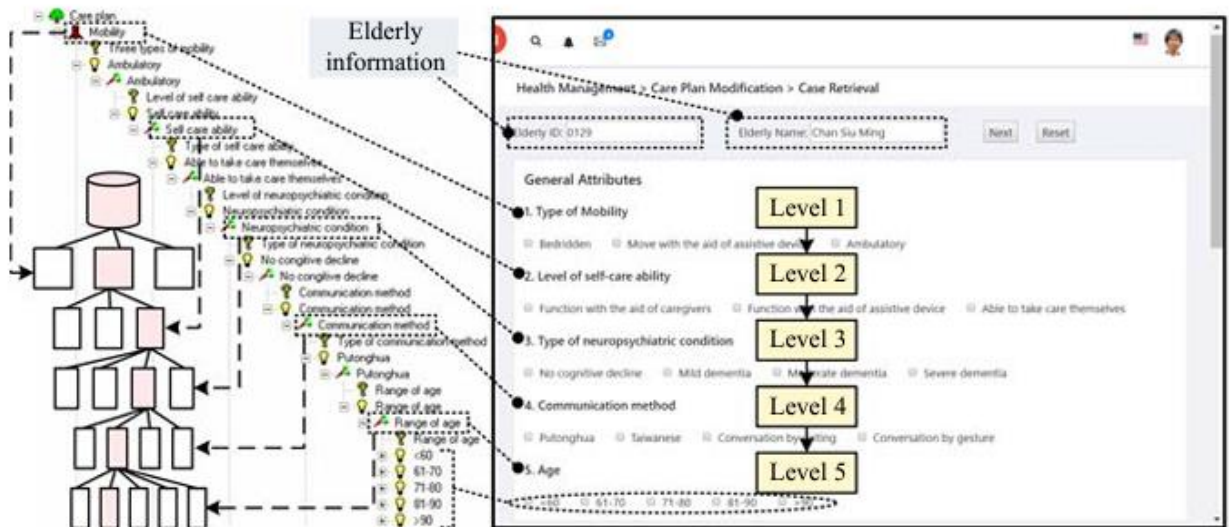 Care plan
Mobility
Three types of mobility
Ambulatory
Ambulatory
Level of self care ability
Self care ability
Self care ability
Type of self care ability
Able to take care themselves
Able to take care themselves
Level of neuropsychiatric condition
Neuropsychiatric condition
Neuropsychiatric condition
Type of neuropsychiatric condition
No congitive decline
No congitive decline
Communication method
Communication method
Communication method
Type of communication method
Putonghua
Putonghua
Range of age
Range of age
Range of age
Range of age
<60
61-70
71-80
81-90
>90
Elderly
information
Health Management > Care Plan Modification > Case Retrieval
Elderly ID: 0129 Elderly Name: Chan Siu Ming Next Reset
General Attributes
1. Type of Mobility
Level 1
Bedridden Move with the aid of assistive device Ambulatory
2. Level of self-care ability
Level 2
Function with the aid of caregivers Function with the aid of assistive device Able to take care themselves
3. Type of neuropsychiatric condition
Level 3
No cognitive decline Mild dementia Moderate dementia Severe dementia
4. Communication method
Level 4
Putonghua Taiwanese Conversation by writing Conversation by gesture
5. Age
Level 5
<60 61-70 71-80 81-90 >90